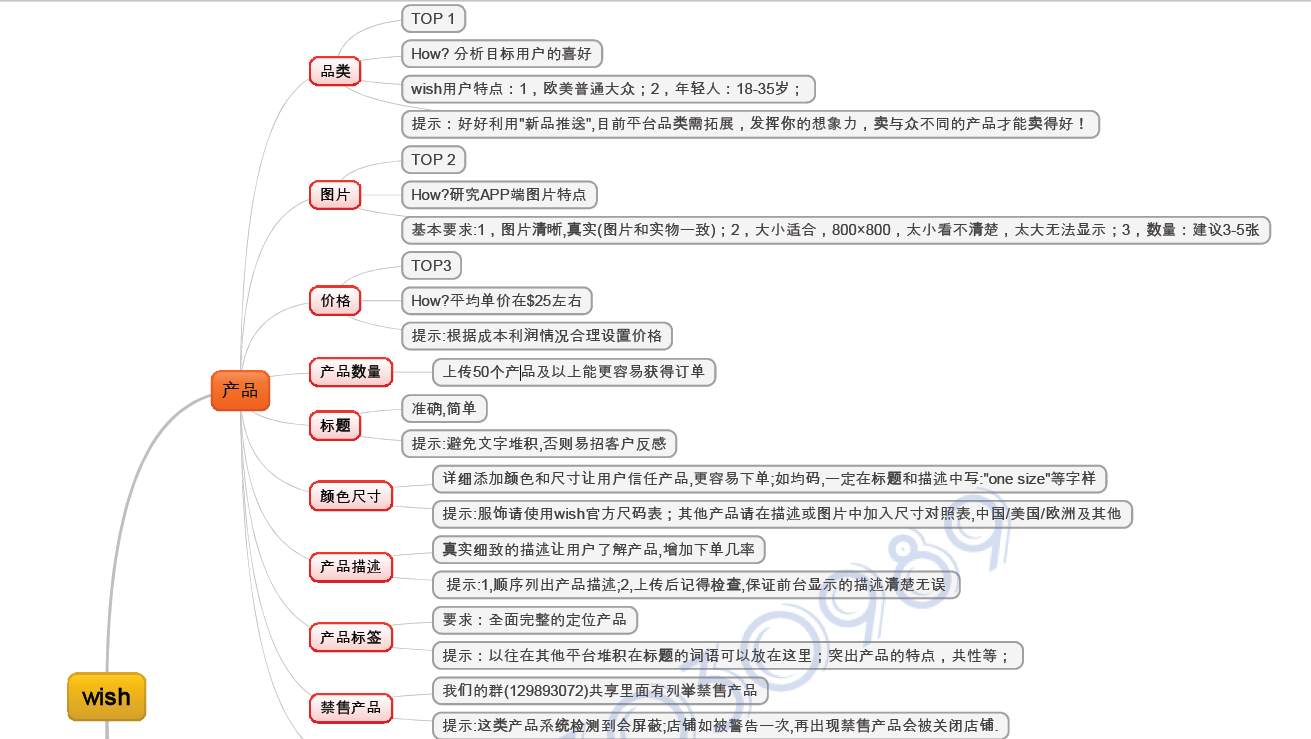 TOP 1
How? 分析目标用户的喜好
品类
wish用户特点：1，欧美普通大众；2，年轻人：18-35岁；
提示：好好利用"新品推送",目前平台品类需拓展，发挥你的想象力，卖与众不同的产品才能卖得好！
TOP 2
图片
How?研究APP端图片特点
基本要求:1，图片清晰,真实(图片和实物一致)；2，大小适合，800×800，太小看不清楚，太大无法显示；3，数量：建议3-5张
TOP3
价格
How?平均单价在$25左右
提示:根据成本利润情况合理设置价格
产品数量
上传50个产品及以上能更容易获得订单
产品
标题
准确,简单
提示:避免文字堆积,否则易招客户反感
颜色尺寸
详细添加颜色和尺寸让用户信任产品,更容易下单;如均码,一定在标题和描述中写:"one size"等字样
提示:服饰请使用wish官方尺码表；其他产品请在描述或图片中加入尺寸对照表,中国/美国/欧洲及其他
产品描述
真实细致的描述让用户了解产品,增加下单几率
提示:1,顺序列出产品描述;2,上传后记得检查,保证前台显示的描述清楚无误
产品标签
要求：全面完整的定位产品
提示：以往在其他平台堆积在标题的词语可以放在这里；突出产品的特点，共性等；
wish
禁售产品
我们的群(129893072)共享里面有列举禁售产品
提示:这类产品系统检测到会屏蔽;店铺如被警告一次,再出现禁售产品会被关闭店铺.